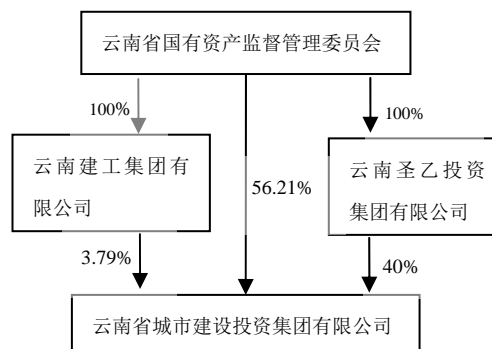 云南省国有资产监督管理委员会
100%
100%
云南建工集团有
限公司
56.21%
云南圣乙投资
集团有限公司
3.79%
40%
云南省城市建设投资集团有限公司